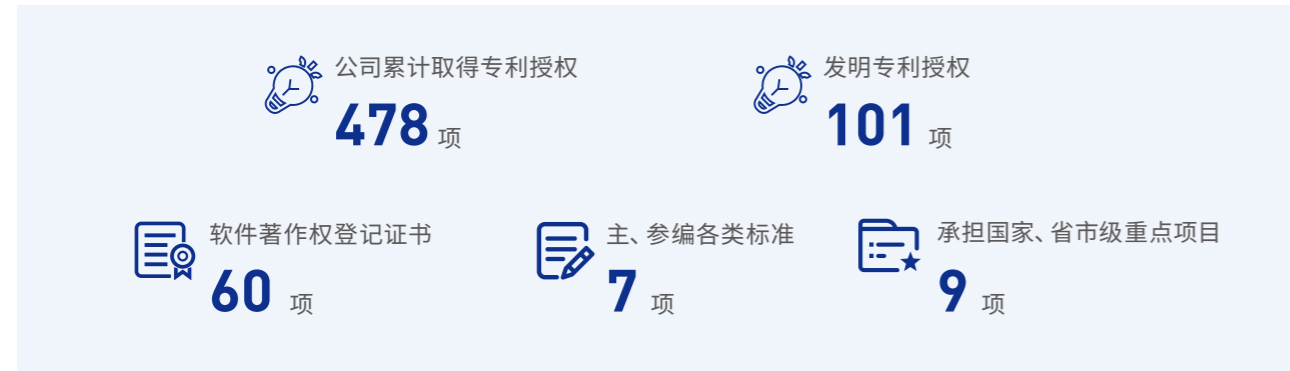 公司累计取得专利授权
478 项
发明专利授权
101 项
软件著作权登记证书
60 项
主、参编各类标准
7 项
承担国家、省市级重点项目
9 项